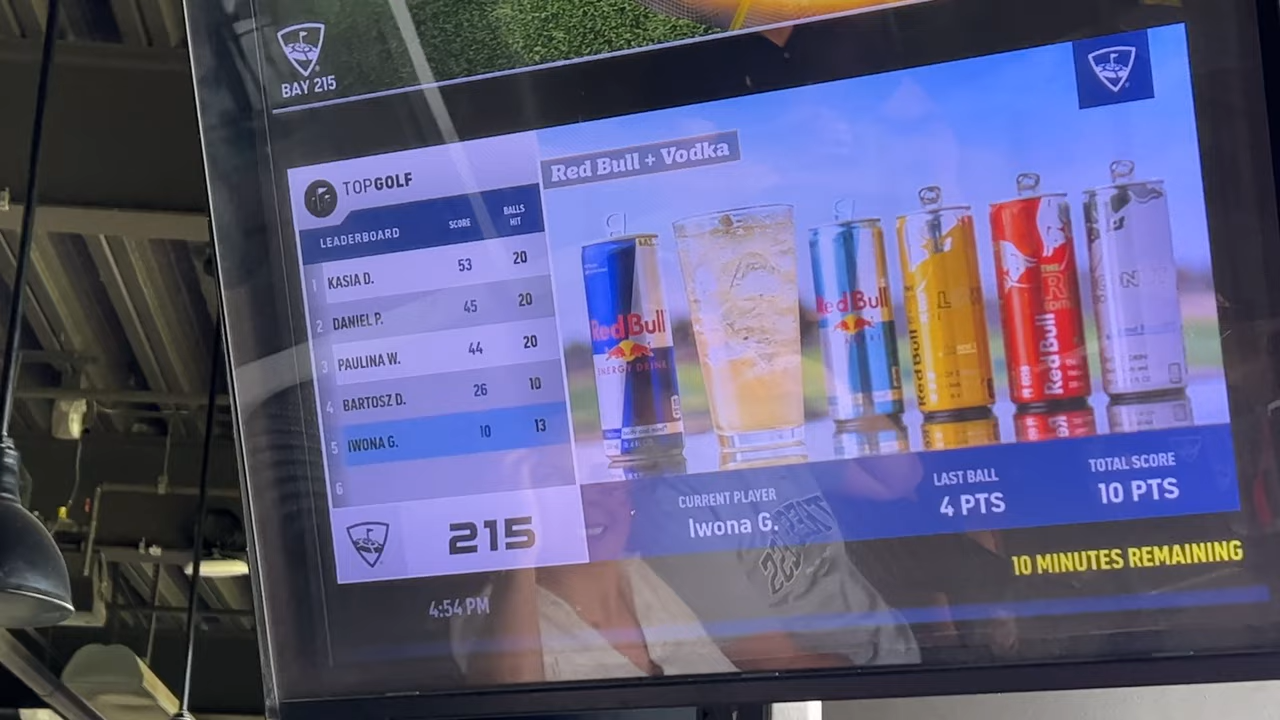 BAY 215
TOPGOLF
LEADERBOARD SCORE BALLS HIT
1 KASIA D. 53 20
2 DANIEL P. 45 20
3 PAULINA W. 44 20
4 BARTOSZ D. 26 10
5 IWONA G. 10 13
6
215
4:54 PM
Red Bull + Vodka
Red Bull
ENERGY DRINK
Red Bull
Red Bull
Red Bull
CURRENT PLAYER
Iwona G.
LAST BALL
4 PTS
TOTAL SCORE
10 PTS
10 MINUTES REMAINING